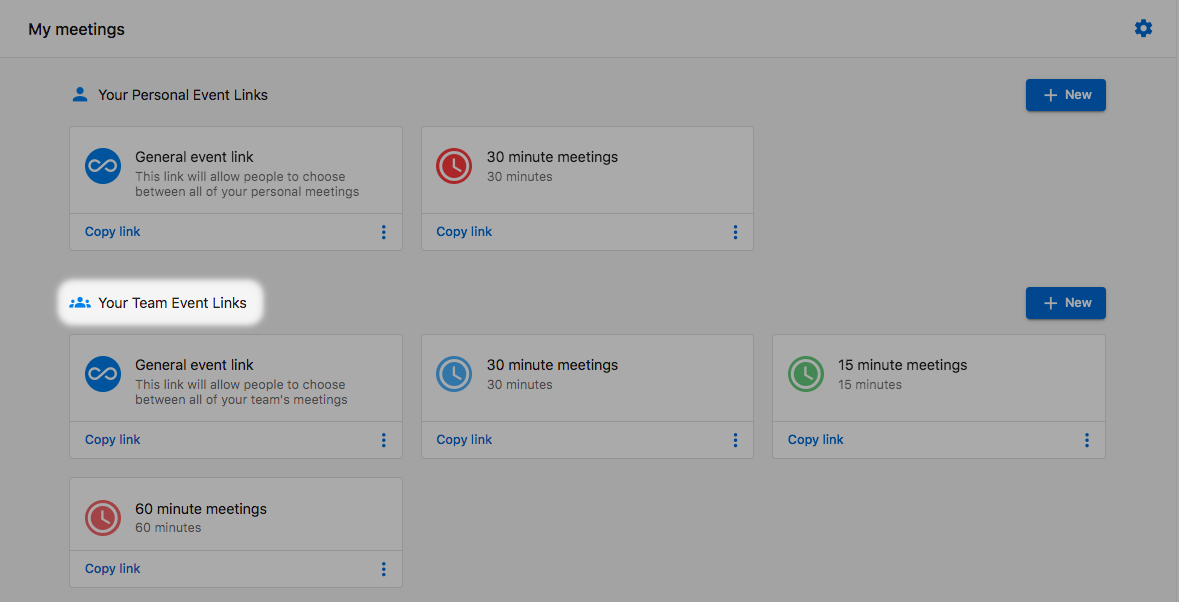 My meetings
Your Personal Event Links
New
General event link
This link will allow people to choose
between all of your personal meetings
Copy link
30 minute meetings
30 minutes
Copy link
Your Team Event Links
New
General event link
This link will allow people to choose
between all of your team's meetings
Copy link
30 minute meetings
30 minutes
Copy link
15 minute meetings
15 minutes
Copy link
60 minute meetings
60 minutes
Copy link